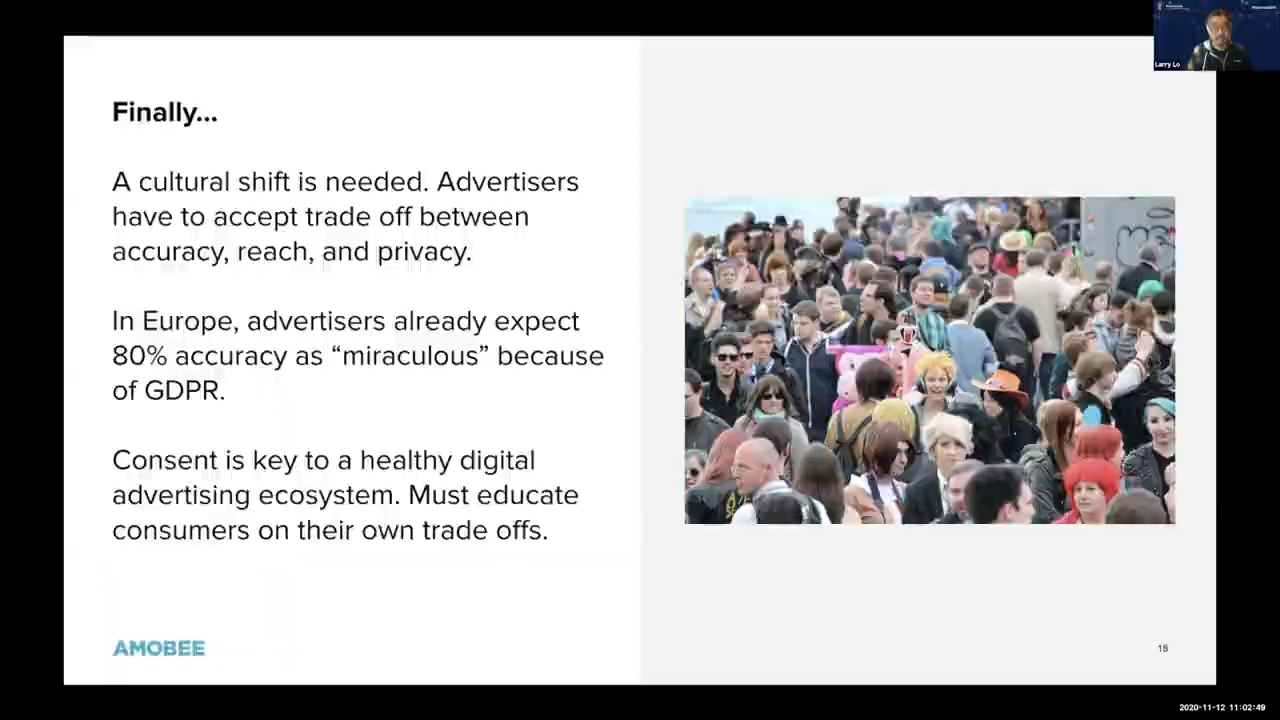 Finally...
A cultural shift is needed. Advertisers
have to accept trade off between
accuracy, reach, and privacy.
In Europe, advertisers already expect
80% accuracy as “miraculous” because
of GDPR.
Consent is key to a healthy digital
advertising ecosystem. Must educate
consumers on their own trade offs.
AMOBEE
18
Larry Lo
2020-11-12 11:02:49